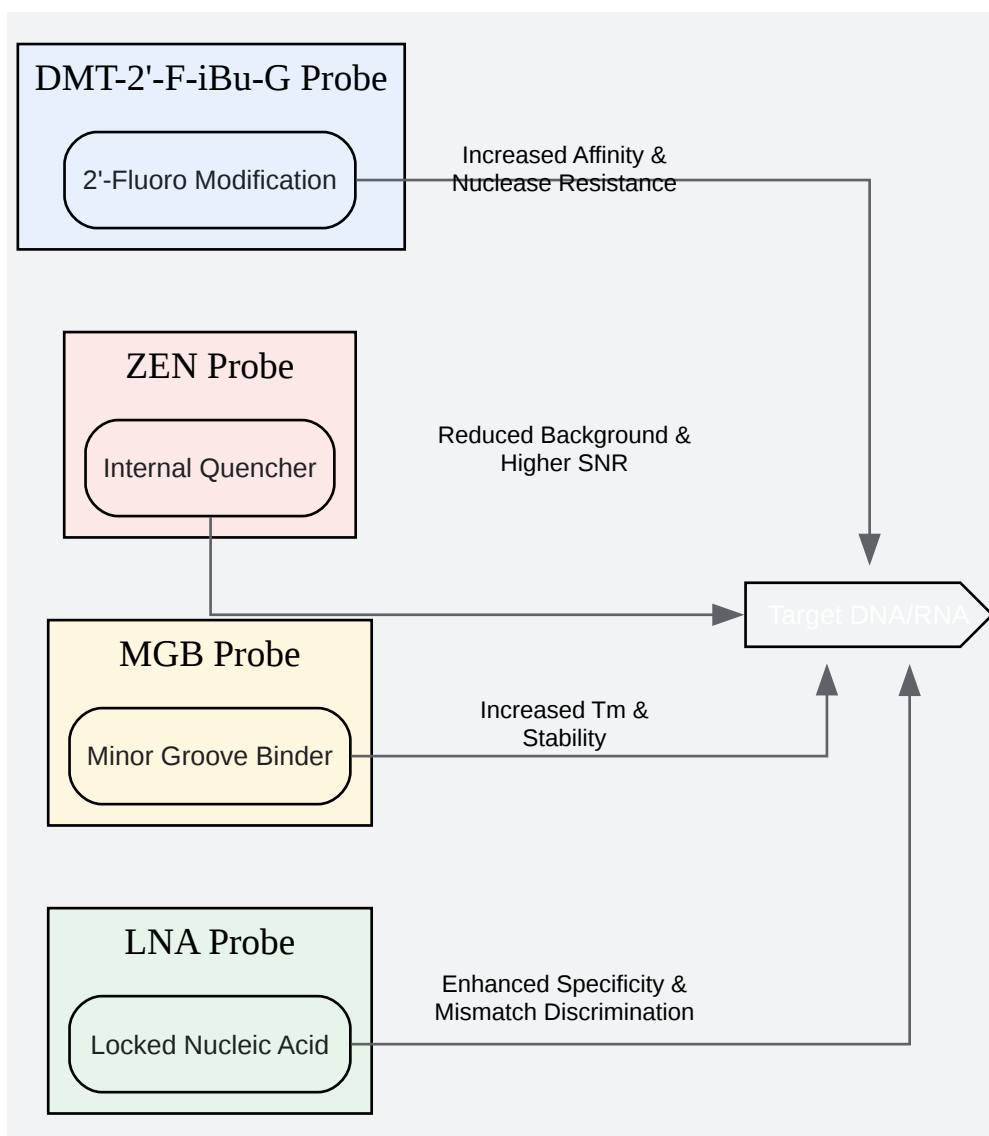 DMT-2'-F-iBu-G Probe
2'-Fluoro Modification
Increased Affinity &
Nuclease Resistance
ZEN Probe
Internal Quencher
Reduced Background &
Higher SNR
Target DNA/RNA
MGB Probe
Minor Groove Binder
Increased Tm &
Stability
LNA Probe
Locked Nucleic Acid
Enhanced Specificity &
Mismatch Discrimination